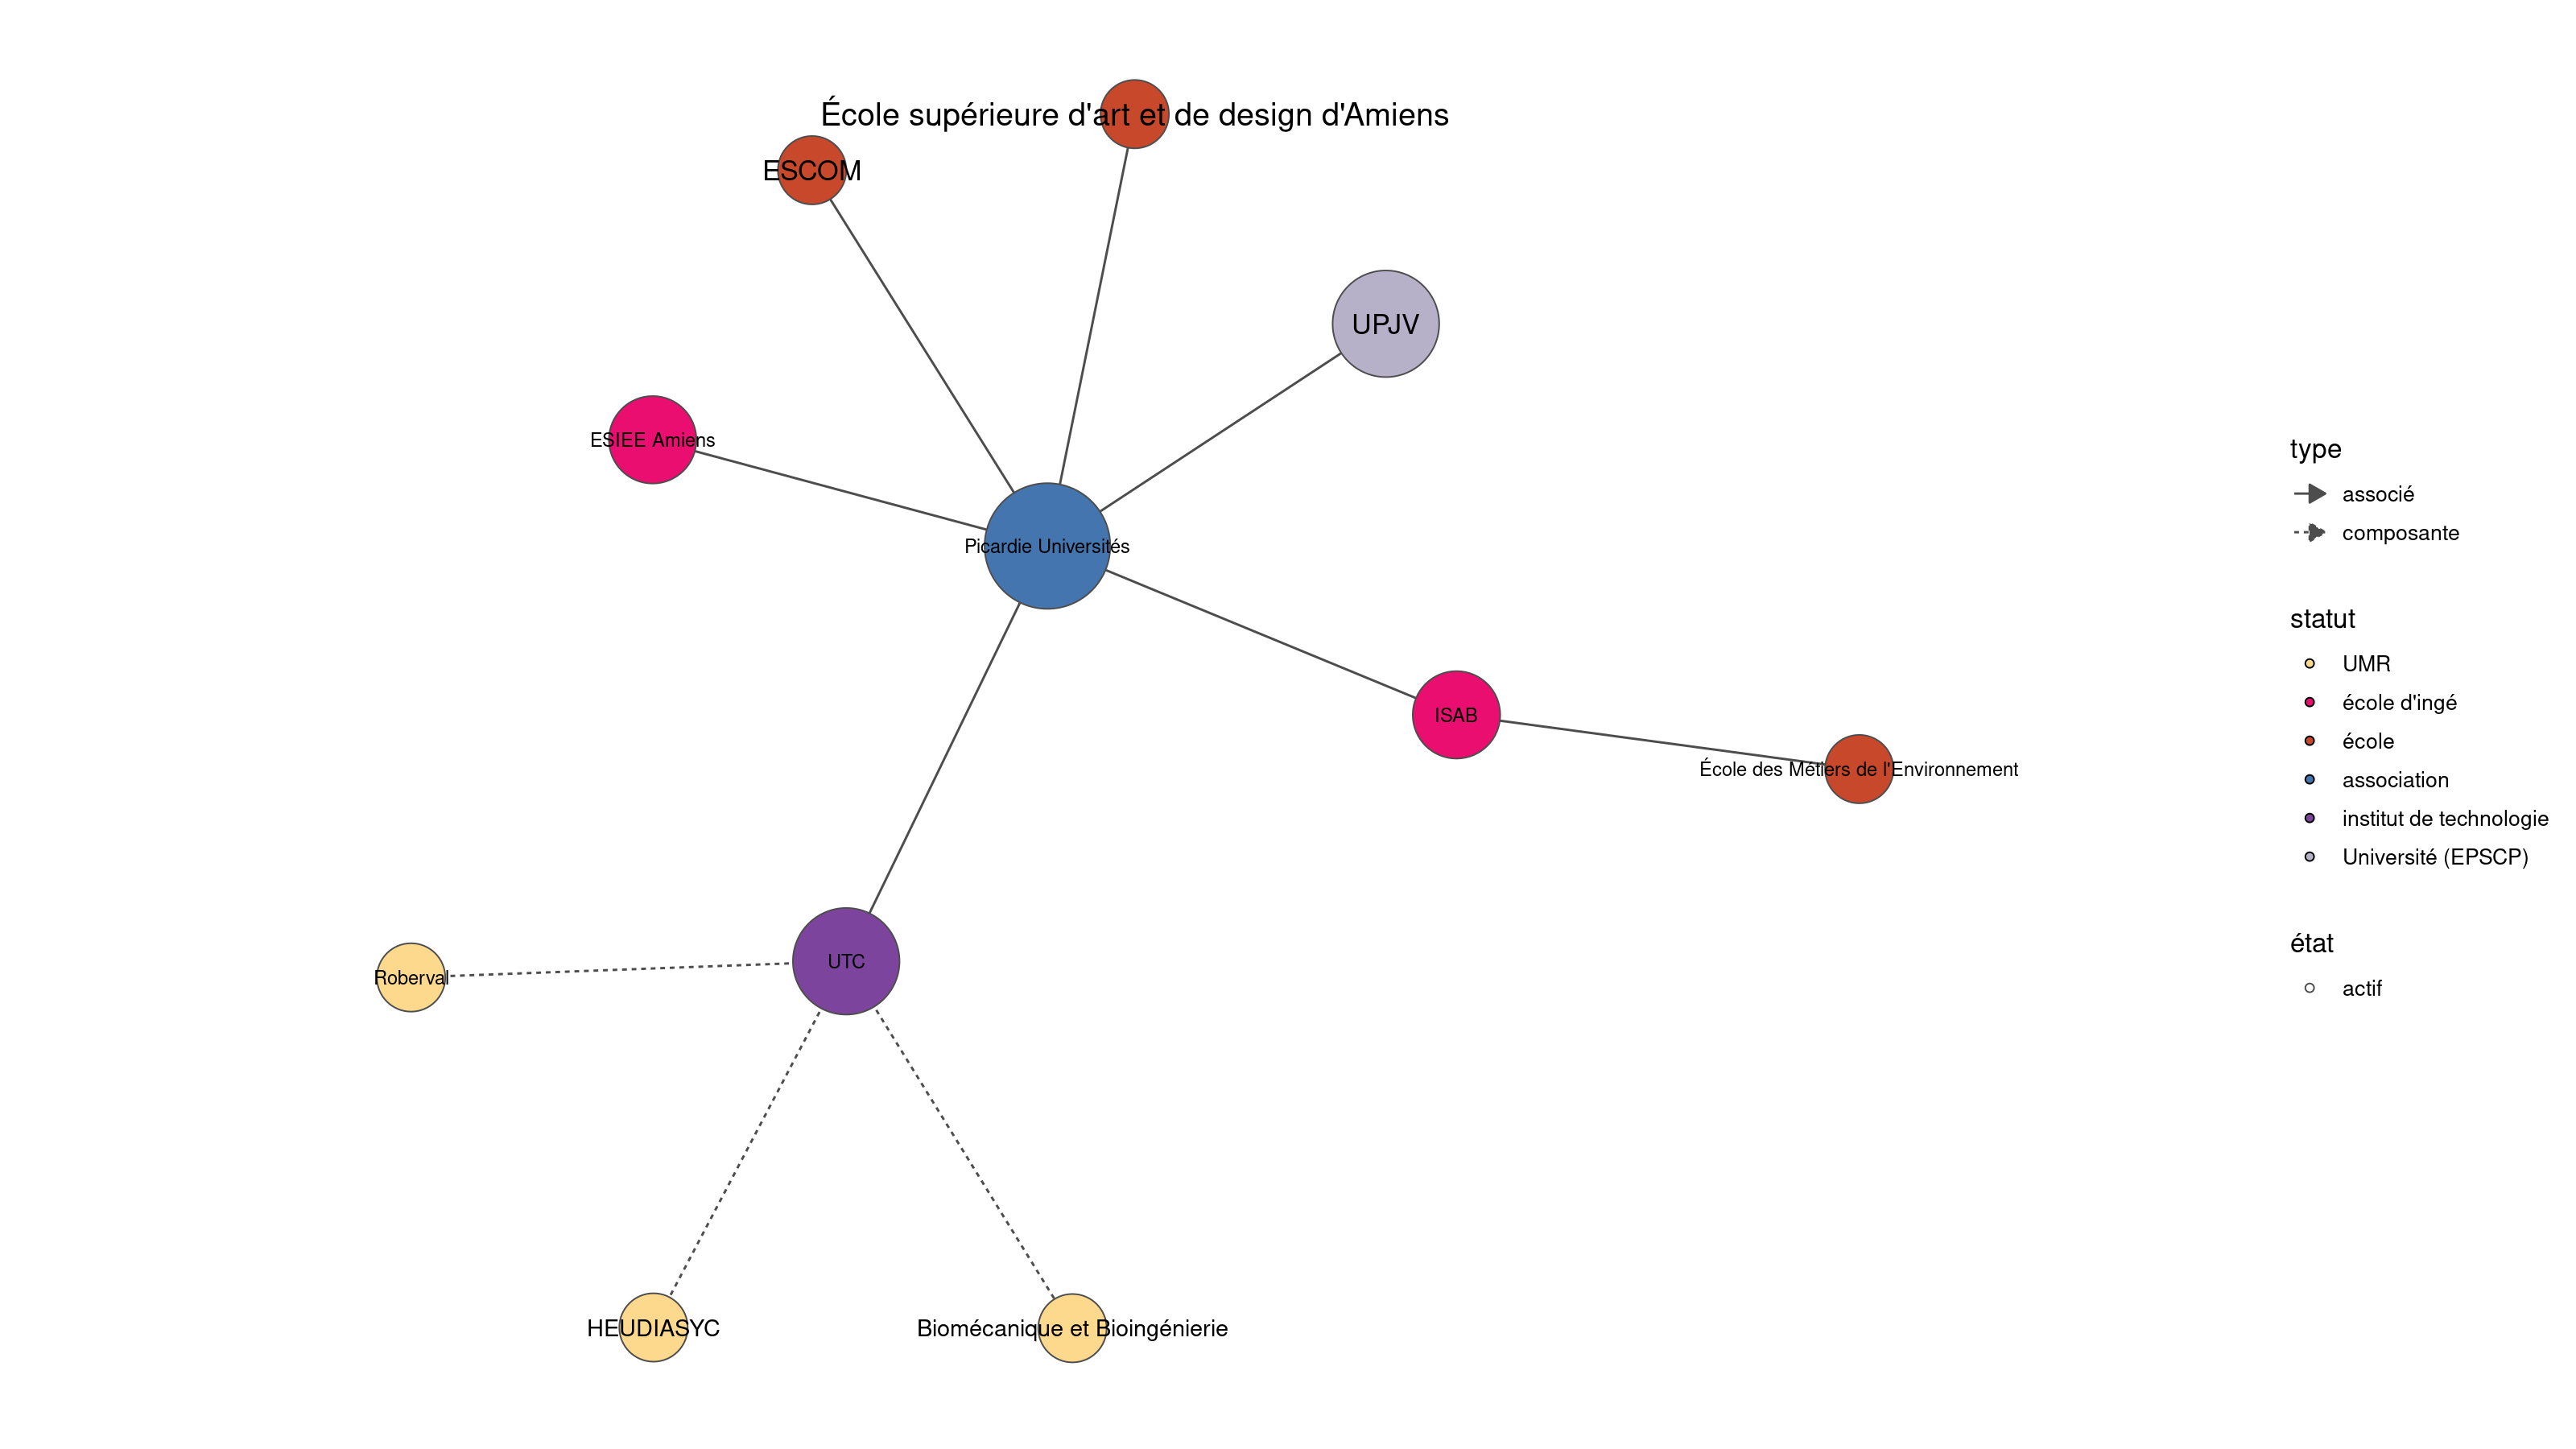 École supérieure d'art et de design d'Amiens
ESCOM
UPJV
ESIEE Amiens
Picardie Universités
ISAB
École des Métiers de l'Environnement
UTC
Roberval
HEUDIASYC
Biomécanique et Bioingénierie
type
associé
composante
statut
UMR
école d'ingé
école
association
institut de technologie
Université (EPSCP)
état
actif